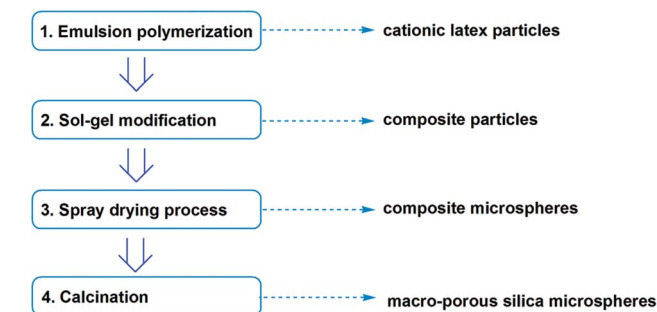 1. Emulsion polymerization
cationic latex particles
2. Sol-gel modification
composite particles
3. Spray drying process
composite microspheres
4. Calcination
macro-porous silica microspheres